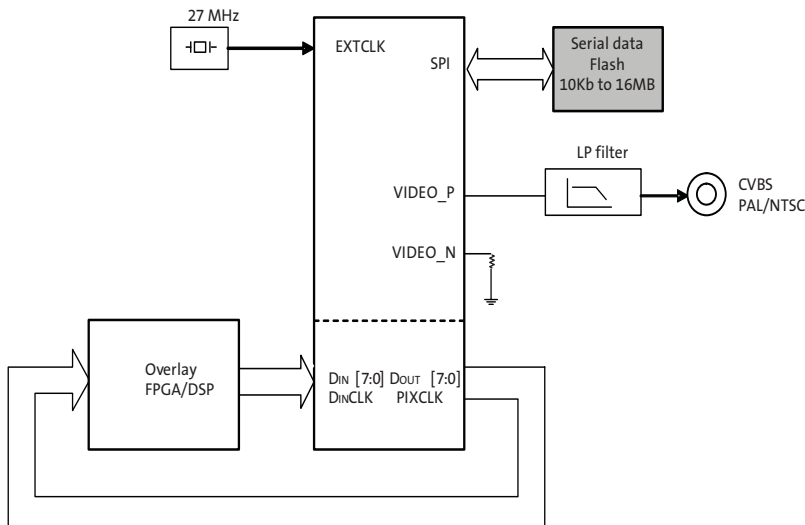 27 MHz
EXTCLK
SPI
Serial data
Flash
10Kb to 16MB
LP filter
VIDEO_P
CVBS
PAL/NTSC
VIDEO_N
Overlay
FPGA/DSP
DIN [7:0] DOUT [7:0]
DINCLK PIXCLK